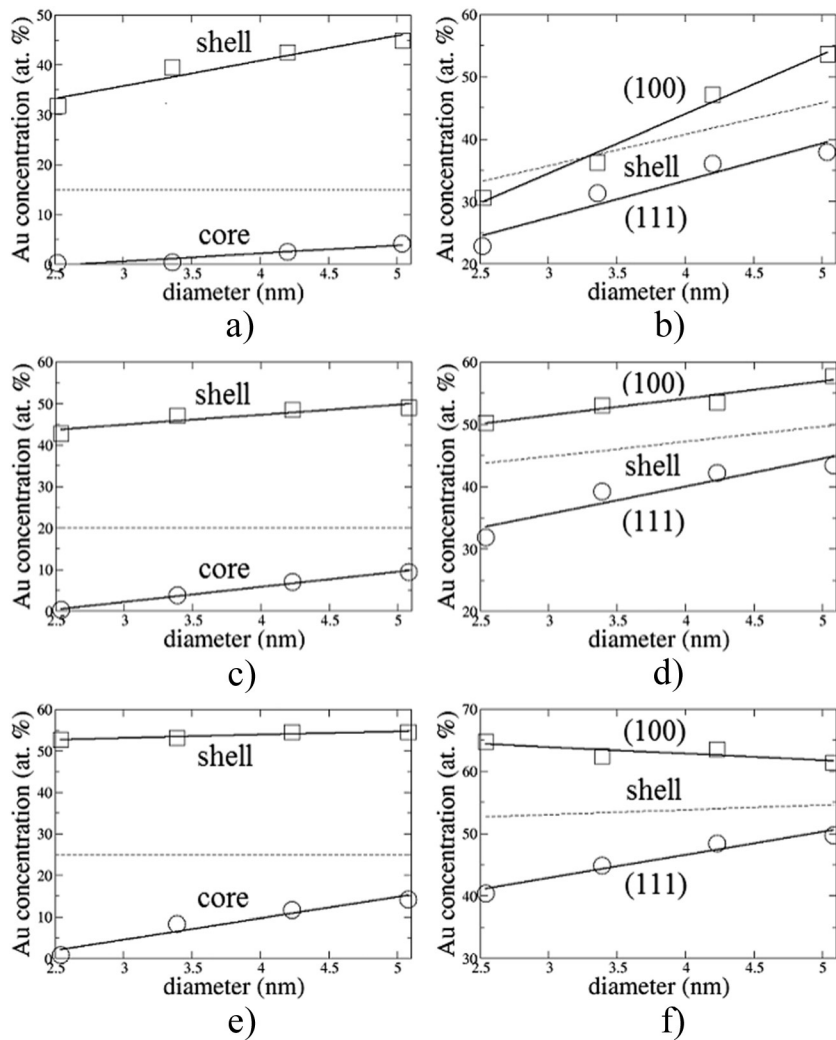 Au concentration (at. %)
50
40
30
20
10
0
shell
core
2.5 3 3.5 4 4.5 5
diameter (nm)
a)
Au concentration (at. %)
60
50
40
30
20
(100)
shell
(111)
2.5 3 3.5 4 4.5 5
diameter (nm)
b)
Au concentration (at. %)
60
50
40
30
20
10
0
shell
core
2.5 3 3.5 4 4.5 5
diameter (nm)
c)
Au concentration (at. %)
60
50
40
30
20
(100)
shell
(111)
2.5 3 3.5 4 4.5 5
diameter (nm)
d)
Au concentration (at. %)
60
50
40
30
20
10
0
shell
core
2.5 3 3.5 4 4.5 5
diameter (nm)
e)
Au concentration (at. %)
70
60
50
40
30
(100)
shell
(111)
2.5 3 3.5 4 4.5 5
diameter (nm)
f)